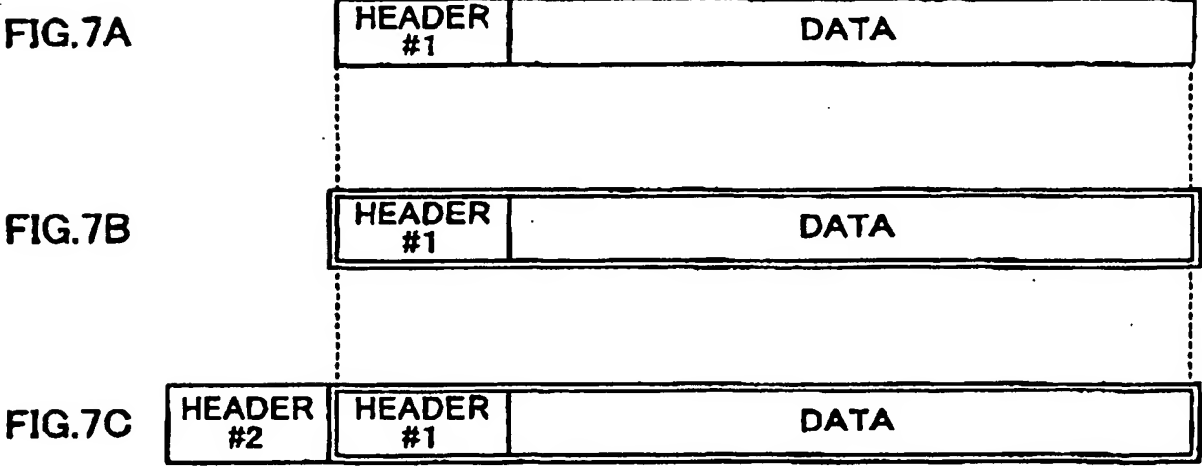 FIG.7A
HEADER
#1
DATA
FIG.7B
HEADER
#1
DATA
FIG.7C
HEADER
#2
HEADER
#1
DATA